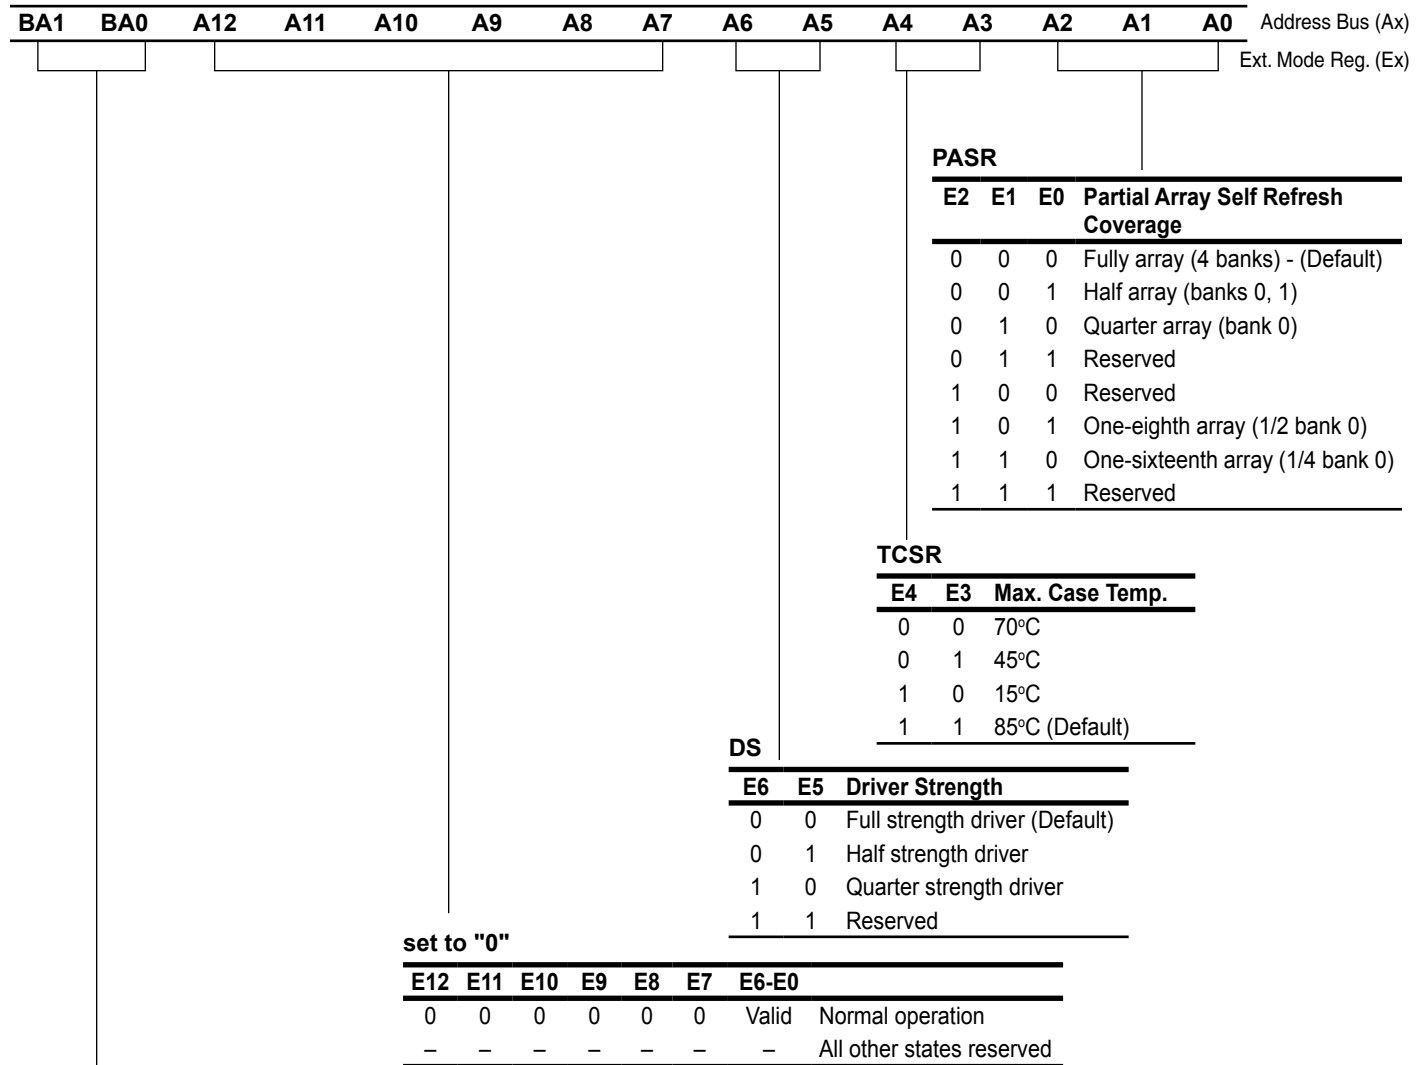 BA1 BA0 A12 A11 A10 A9 A8 A7 A6 A5 A4 A3 A2 A1 A0 Address Bus (Ax)
Ext. Mode Reg. (Ex)
PASR
E2 E1 E0 Partial Array Self Refresh
Coverage
0 0 0 Fully array (4 banks) - (Default)
0 0 1 Half array (banks 0, 1)
0 1 0 Quarter array (bank 0)
0 1 1 Reserved
1 0 0 Reserved
1 0 1 One-eighth array (1/2 bank 0)
1 1 0 One-sixteenth array (1/4 bank 0)
1 1 1 Reserved
TCSR
E4 E3 Max. Case Temp.
0 0 70°C
0 1 45°C
1 0 15°C
1 1 85°C (Default)
DS
E6 E5 Driver Strength
0 0 Full strength driver (Default)
0 1 Half strength driver
1 0 Quarter strength driver
1 1 Reserved
set to "0"
E12 E11 E10 E9 E8 E7 E6-E0
0 0 0 0 0 0 Valid Normal operation
– – – – – – – All other states reserved